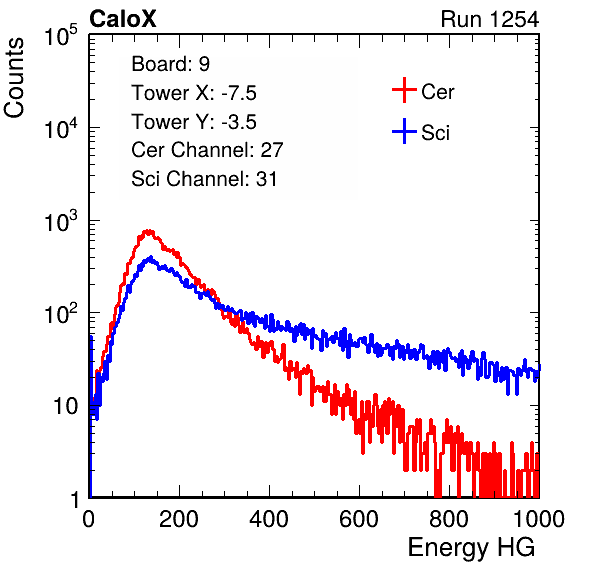 CaloX Run 1254
Counts
10^5
10^4
10^3
10^2
10
1
Board: 9
Tower X: -7.5
Tower Y: -3.5
Cer Channel: 27
Sci Channel: 31
Cer
Sci
0 200 400 600 800 1000
Energy HG